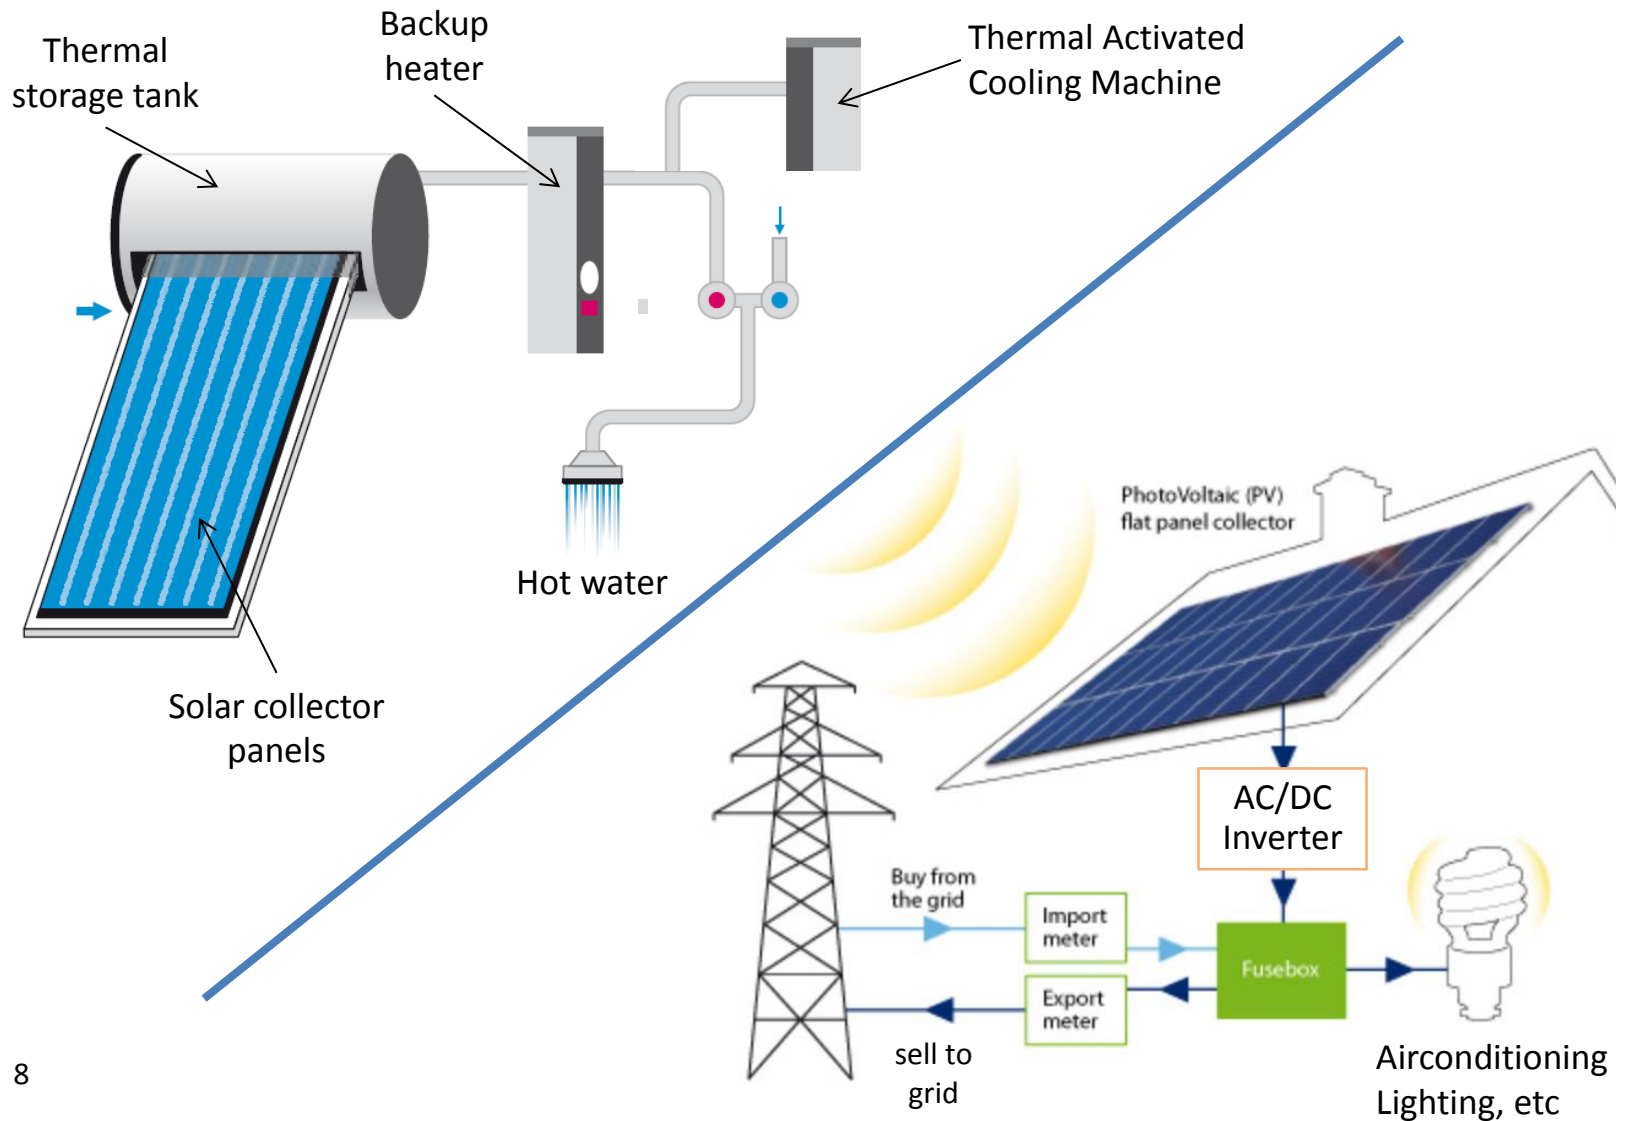 Thermal
storage tank
Backup
heater
Thermal Activated
Cooling Machine
Hot water
Solar collector
panels
PhotoVoltaic (PV)
flat panel collector
AC/DC
Inverter
Buy from
the grid
Import
meter
Fusebox
Export
meter
sell to
grid
Airconditioning
Lighting, etc
8